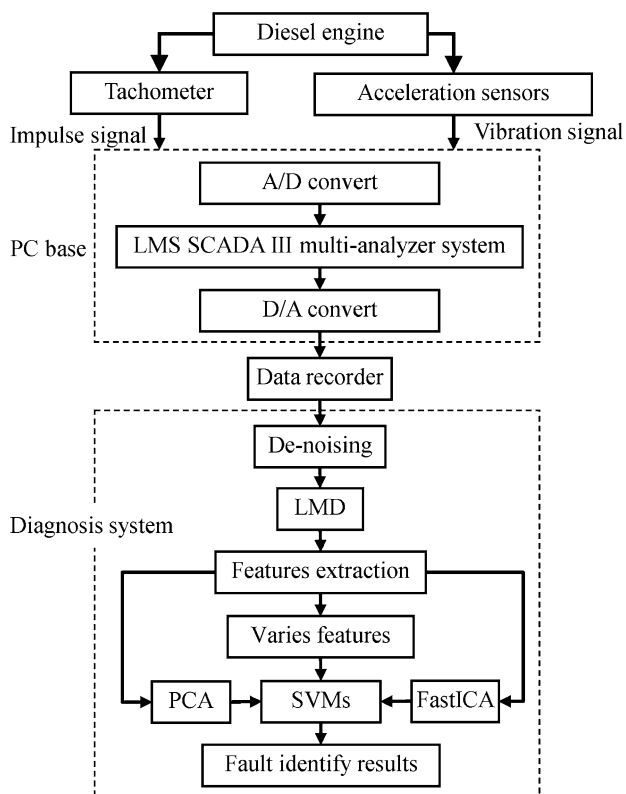 Diesel engine
Tachometer
Acceleration sensors
Impulse signal
Vibration signal
A/D convert
PC base
LMS SCADA III multi-analyzer system
D/A convert
Data recorder
De-noising
LMD
Diagnosis system
Features extraction
Varies features
PCA
SVMs
FastICA
Fault identify results